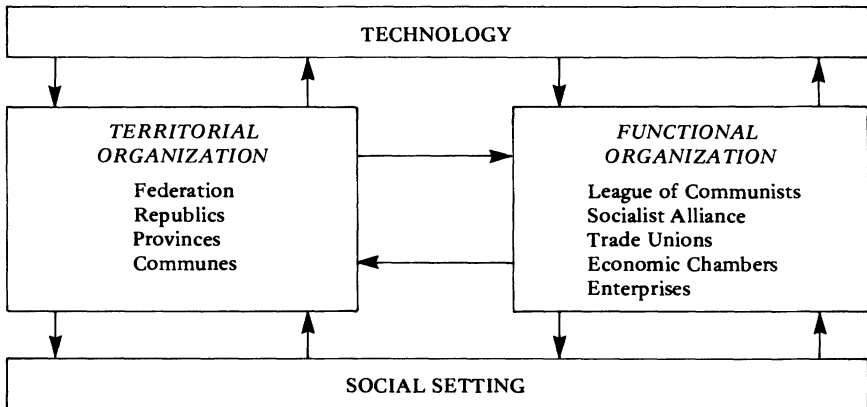 TECHNOLOGY
TERRITORIAL
ORGANIZATION
Federation
Republics
Provinces
Communes
FUNCTIONAL
ORGANIZATION
League of Communists
Socialist Alliance
Trade Unions
Economic Chambers
Enterprises
SOCIAL SETTING